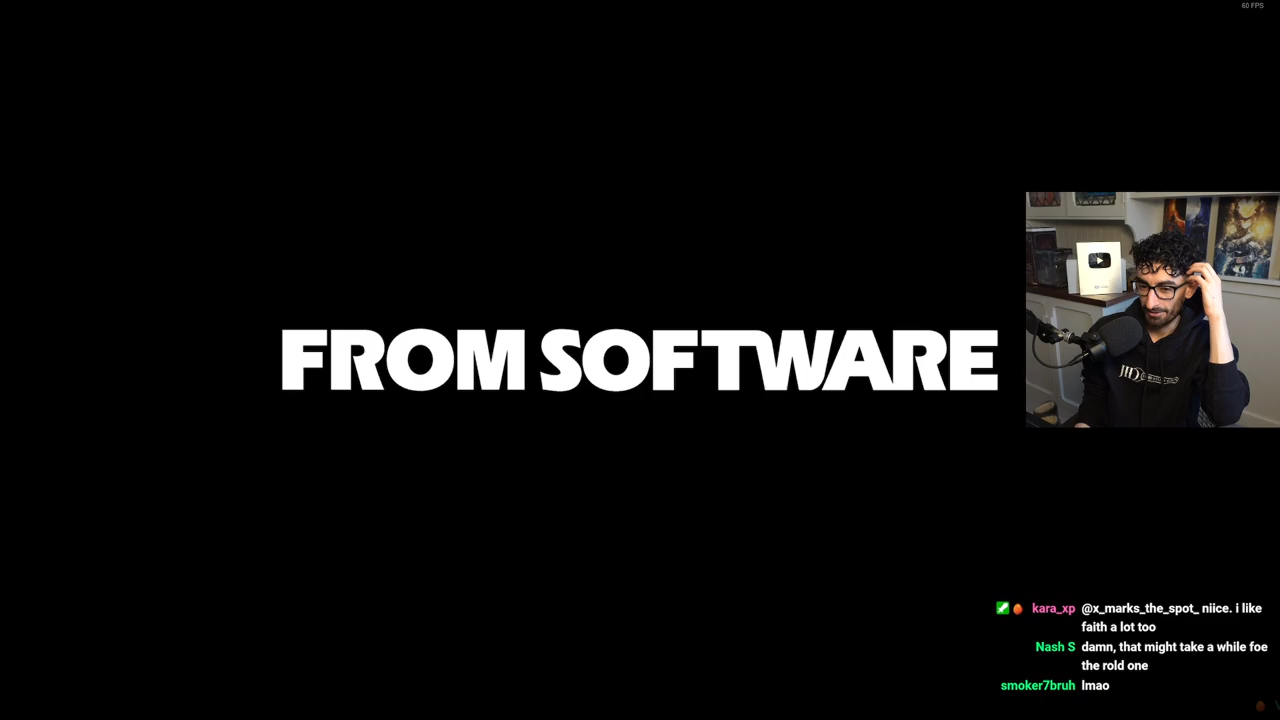 60 FPS
FROM SOFTWARE
kara_xp @x_marks_the_spot_ niice. i like
faith a lot too
Nash S damn, that might take a while foe
the rold one
smoker7bruh lmao